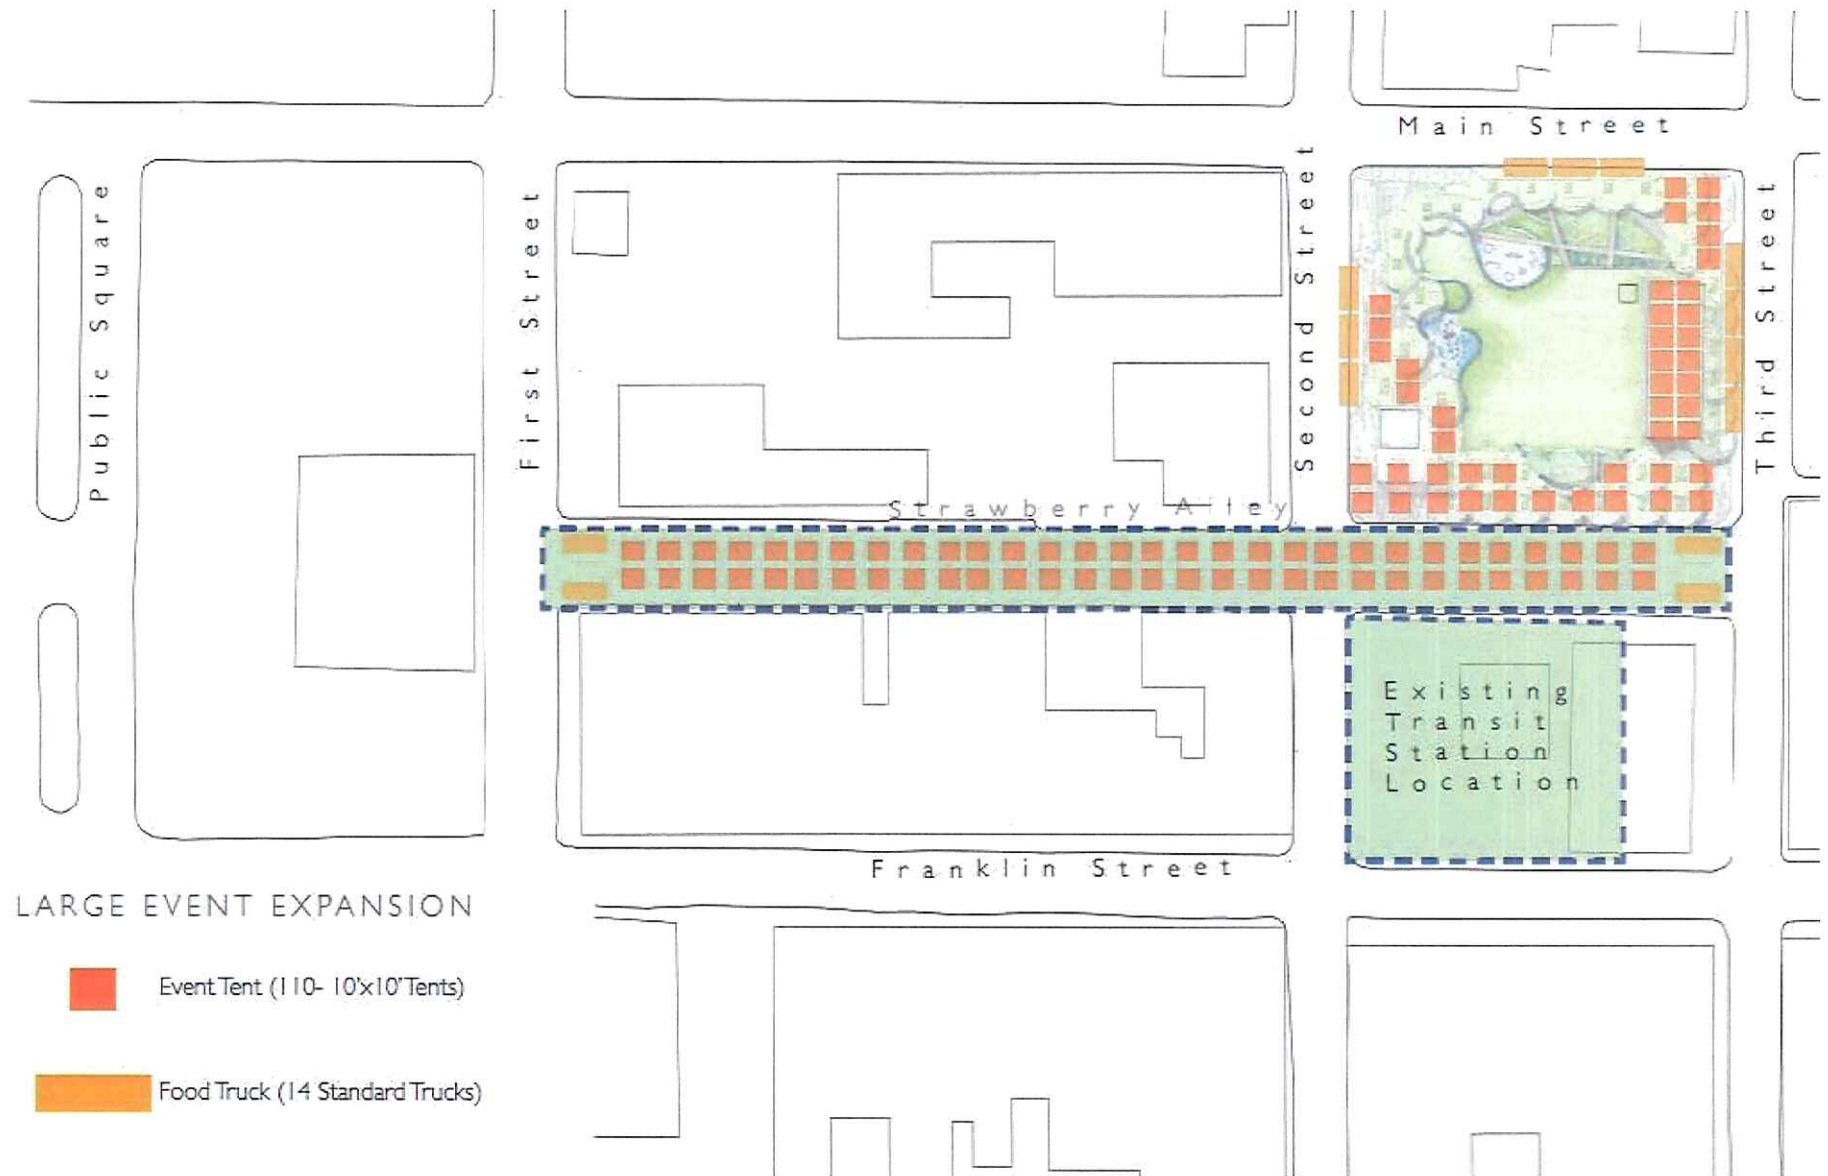 Main Street
Public Square
First Street
Second Street
Third Street
Strawberry Alley
Existing
Transit
Station
Location
Franklin Street
LARGE EVENT EXPANSION
Event Tent (110- 10'x10' Tents)
Food Truck (14 Standard Trucks)